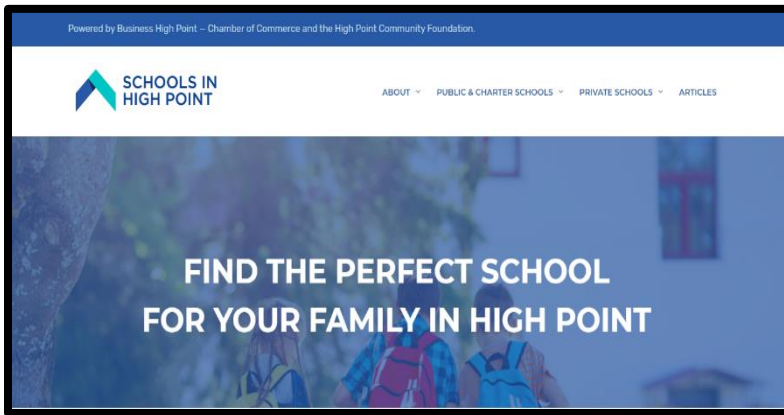 Powered by Business High Point – Chamber of Commerce and the High Point Community Foundation.
SCHOOLS IN
HIGH POINT
ABOUT PUBLIC & CHARTER SCHOOLS PRIVATE SCHOOLS ARTICLES
FIND THE PERFECT SCHOOL
FOR YOUR FAMILY IN HIGH POINT